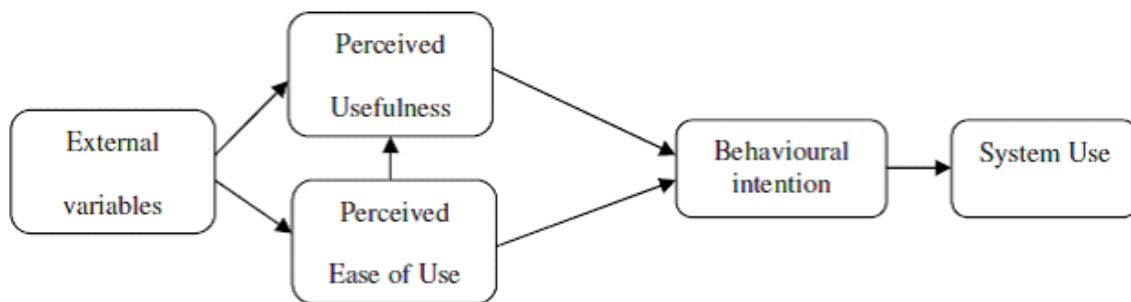 External
variables
Perceived
Usefulness
Perceived
Ease of Use
Behavioural
intention
System Use